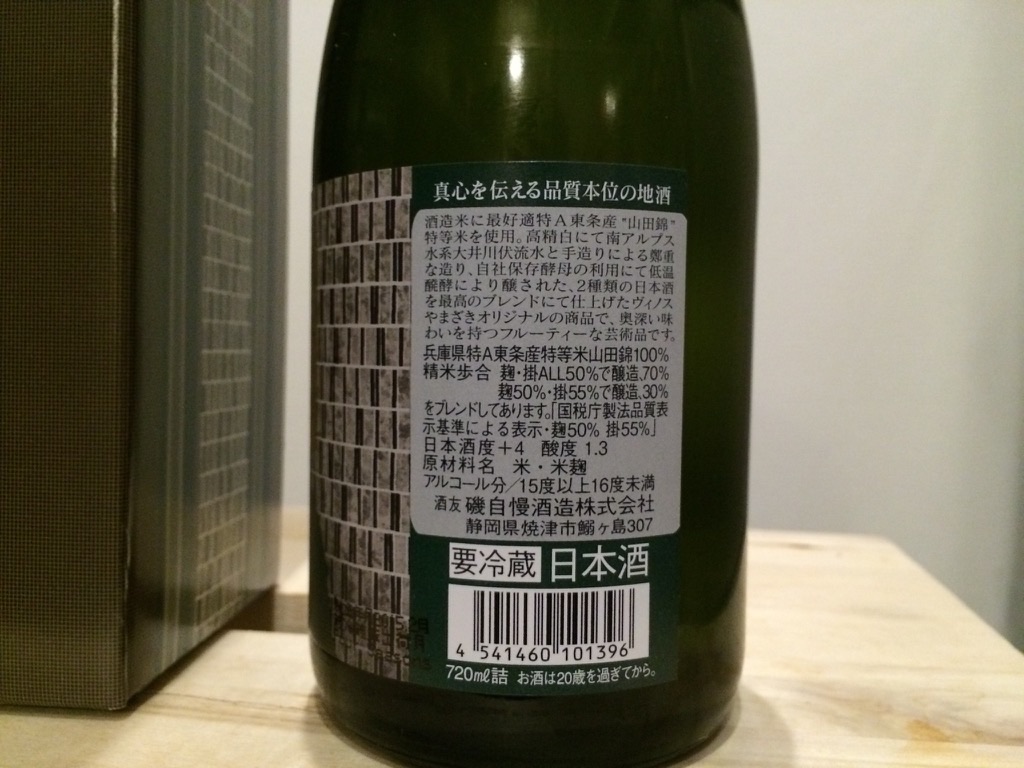 真心を伝える品質本位の地酒
酒造米に最好適特A東条産"山田錦"
特等米を使用。高精白にて南アルプス
水系大井川伏流水と手造りによる鄭重
な造り、自社保存酵母の利用にて低温
醗酵により醸された、2種類の日本酒
を最高のブレンドにて仕上げたヴィノス
やまざきオリジナルの商品で、奥深い味
わいを持つフルーティーな芸術品です。
兵庫県特A東条産特等米山田錦100%
精米歩合 麹・掛ALL50%で醸造、70%
麹50%・掛55%で醸造、30%
をブレンドしてあります。「国税庁製法品質表
示基準による表示・麹50% 掛55%」
日本酒度+4 酸度 1.3
原材料名 米・米麹
アルコール分/15度以上16度未満
酒友 磯自慢酒造株式会社
静岡県焼津市鰯ヶ島307
要冷蔵 日本酒
4 541460 101396
720㎖詰 お酒は20歳を過ぎてから。